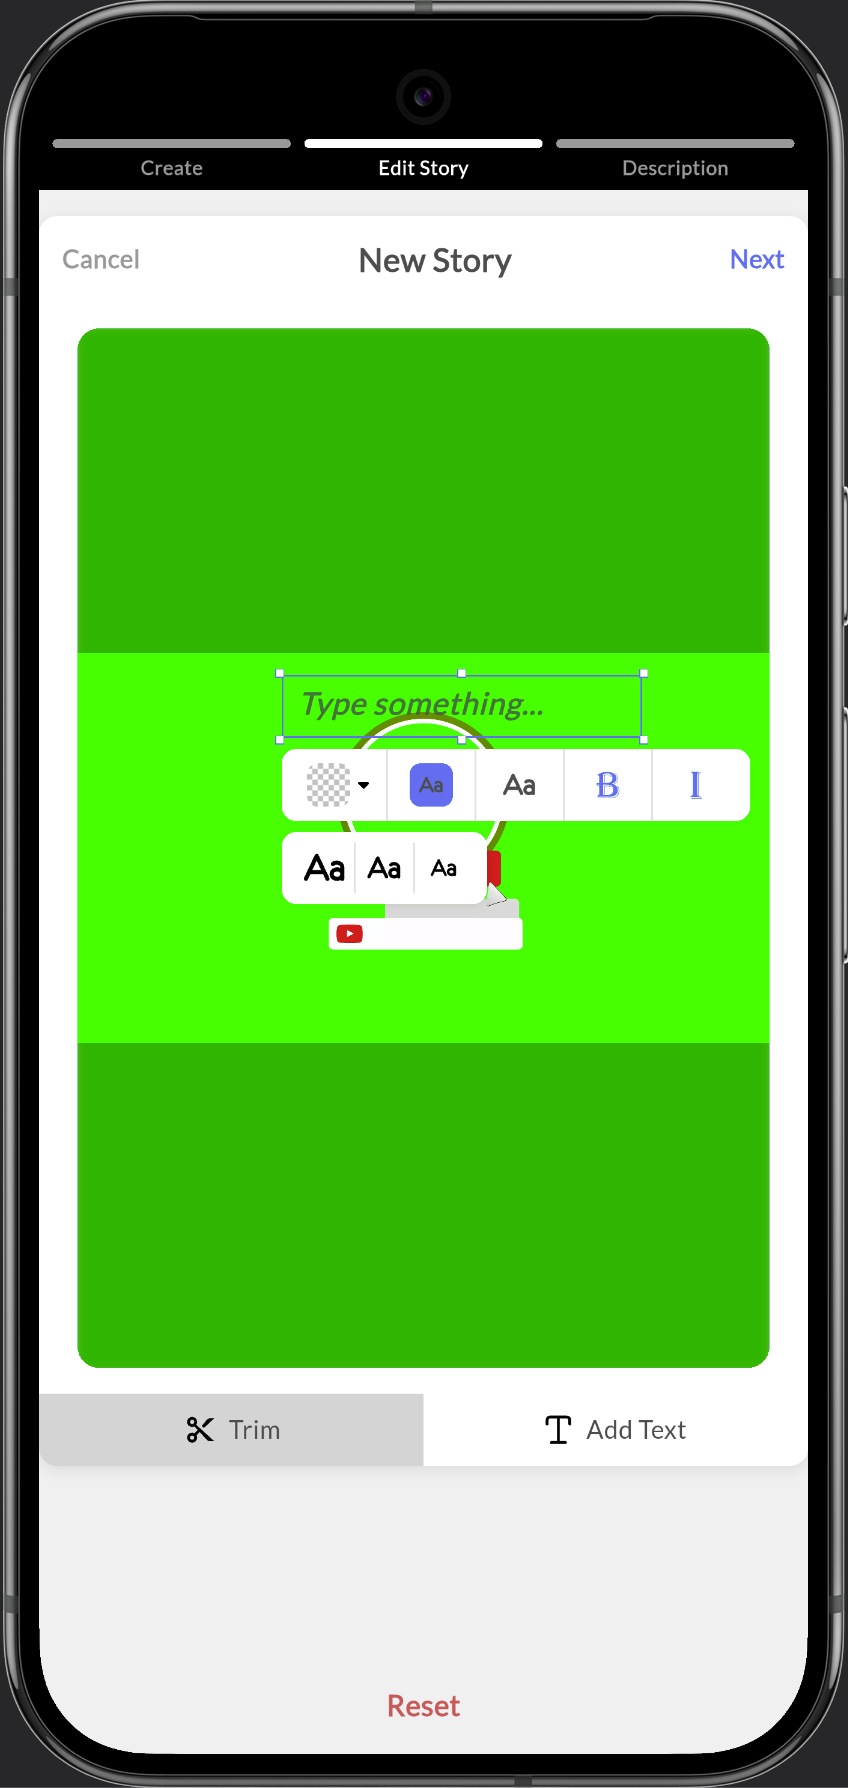 Create Edit Story Description
Cancel New Story Next
Type something...
Aa Aa B I
Aa Aa Aa
Trim Add Text
Reset